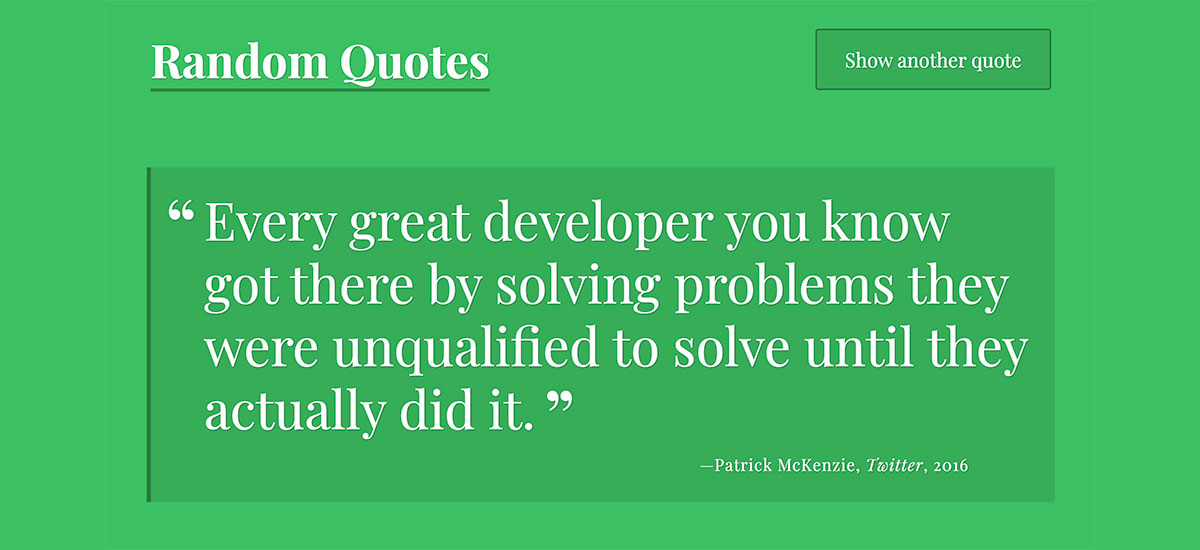 Random Quotes
Show another quote
“Every great developer you know
got there by solving problems they
were unqualified to solve until they
actually did it. ”
—Patrick McKenzie, Twitter, 2016